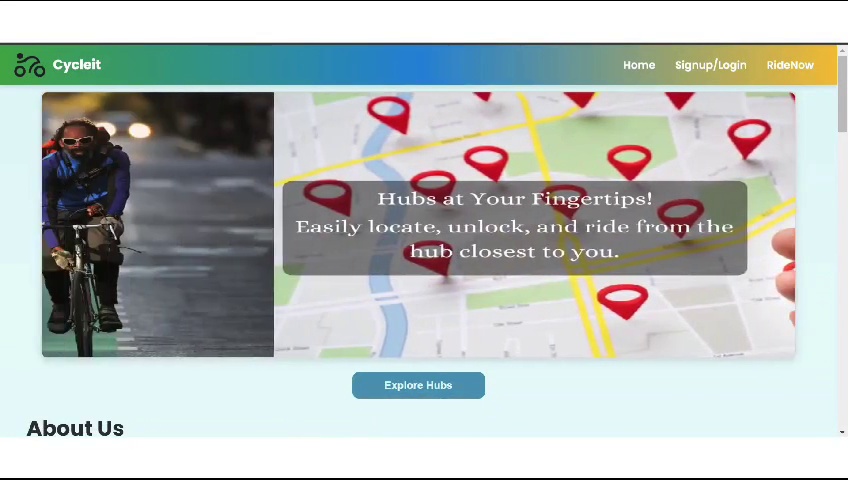 Cycleit
Home Signup/Login RideNow
Hubs at Your Fingertips!
Easily locate, unlock, and ride from the
hub closest to you.
Explore Hubs
About Us